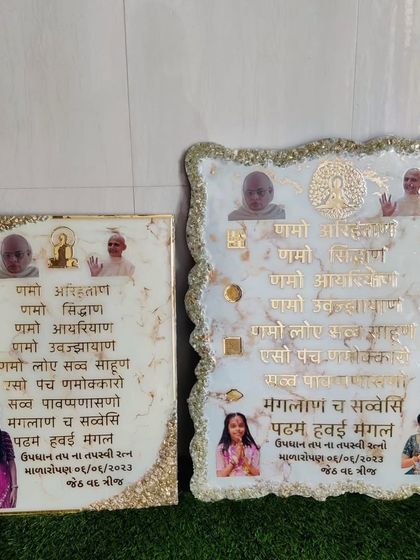 णमो अरिहंताणं
णमो सिद्धाणं
णमो आयरियाणं
णमो उवज्झायाणं
णमो लोए सव्व साहूणं
एसो पंच णमोक्कारो
सव्व पावप्पणासणो
मंगलाणं च सव्वेसिं
पढमं हवई मंगलं
ઉપધાન તપ ના તપસ્વી રત્ન
માળારોપણ ૦૬/૦૬/૨૦૨૩
જેઠ વદ ત્રીજ
णमो अरिहंताणं
णमो सिद्धाणं
णमो आयरियाणं
णमो उवज्झायाणं
णमो लोए सव्व साहूणं
एसो पंच णमोक्कारो
सव्व पावप्पणासणो
मंगलाणं च सव्वेसिं
पढमं हवई मंगलं
ઉપધાન તપ ના તપસ્વી રત્નો
માળારોપણ ૦૬/૦૬/૨૦૨૩
જેઠ વદ ત્રીજ